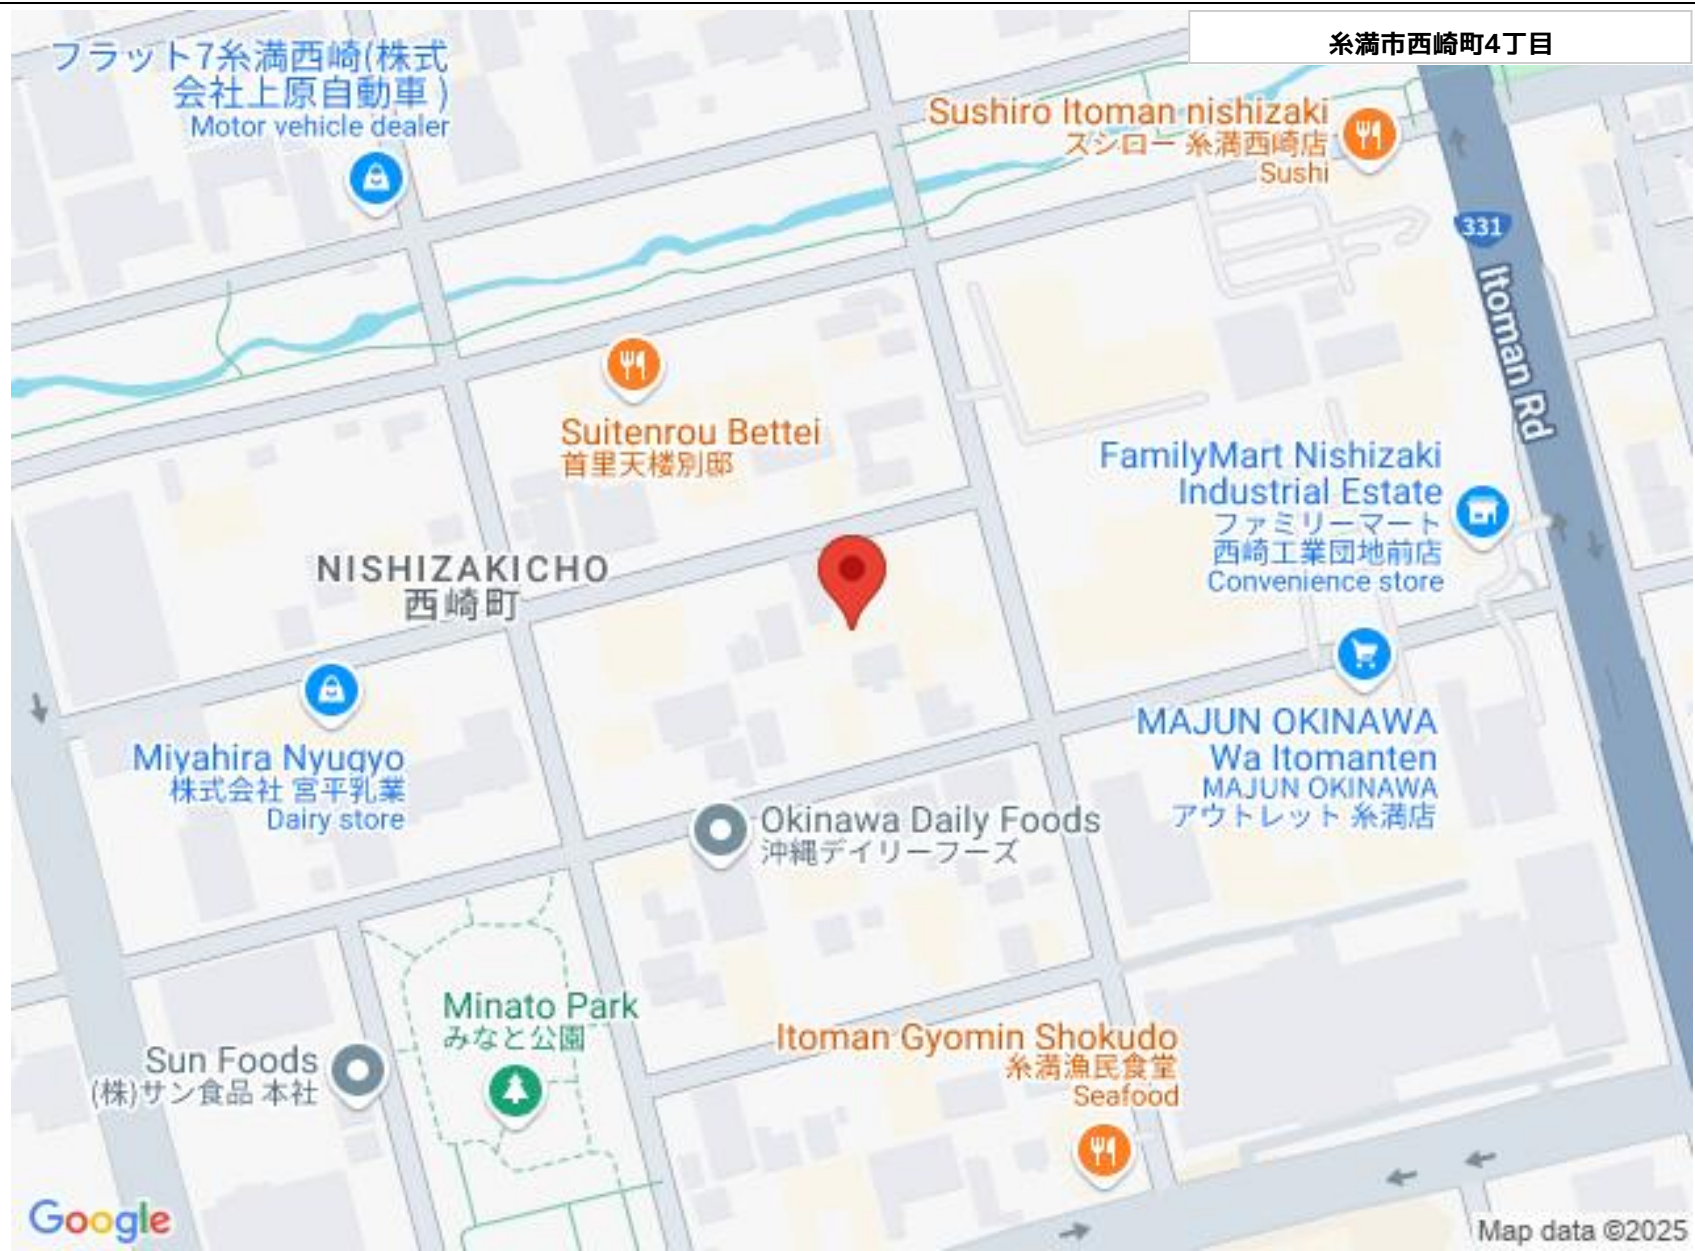 糸満市西崎町4丁目
フラット7糸満西崎(株式
会社上原自動車 )
Motor vehicle dealer
Sushiro Itoman nishizaki
スシロー 糸満西崎店
Sushi
331
Itoman Rd
Suitenrou Bettei
首里天楼別邸
FamilyMart Nishizaki
Industrial Estate
ファミリーマート
西崎工業団地前店
Convenience store
NISHIZAKICHO
西崎町
Miyahira Nyugyo
株式会社 宮平乳業
Dairy store
MAJUN OKINAWA
Wa Itomanten
MAJUN OKINAWA
アウトレット 糸満店
Okinawa Daily Foods
沖縄デイリーフーズ
Minato Park
みなと公園
Itoman Gyomin Shokudo
糸満漁民食堂
Seafood
Sun Foods
(株)サン食品 本社
Google
Map data ©2025